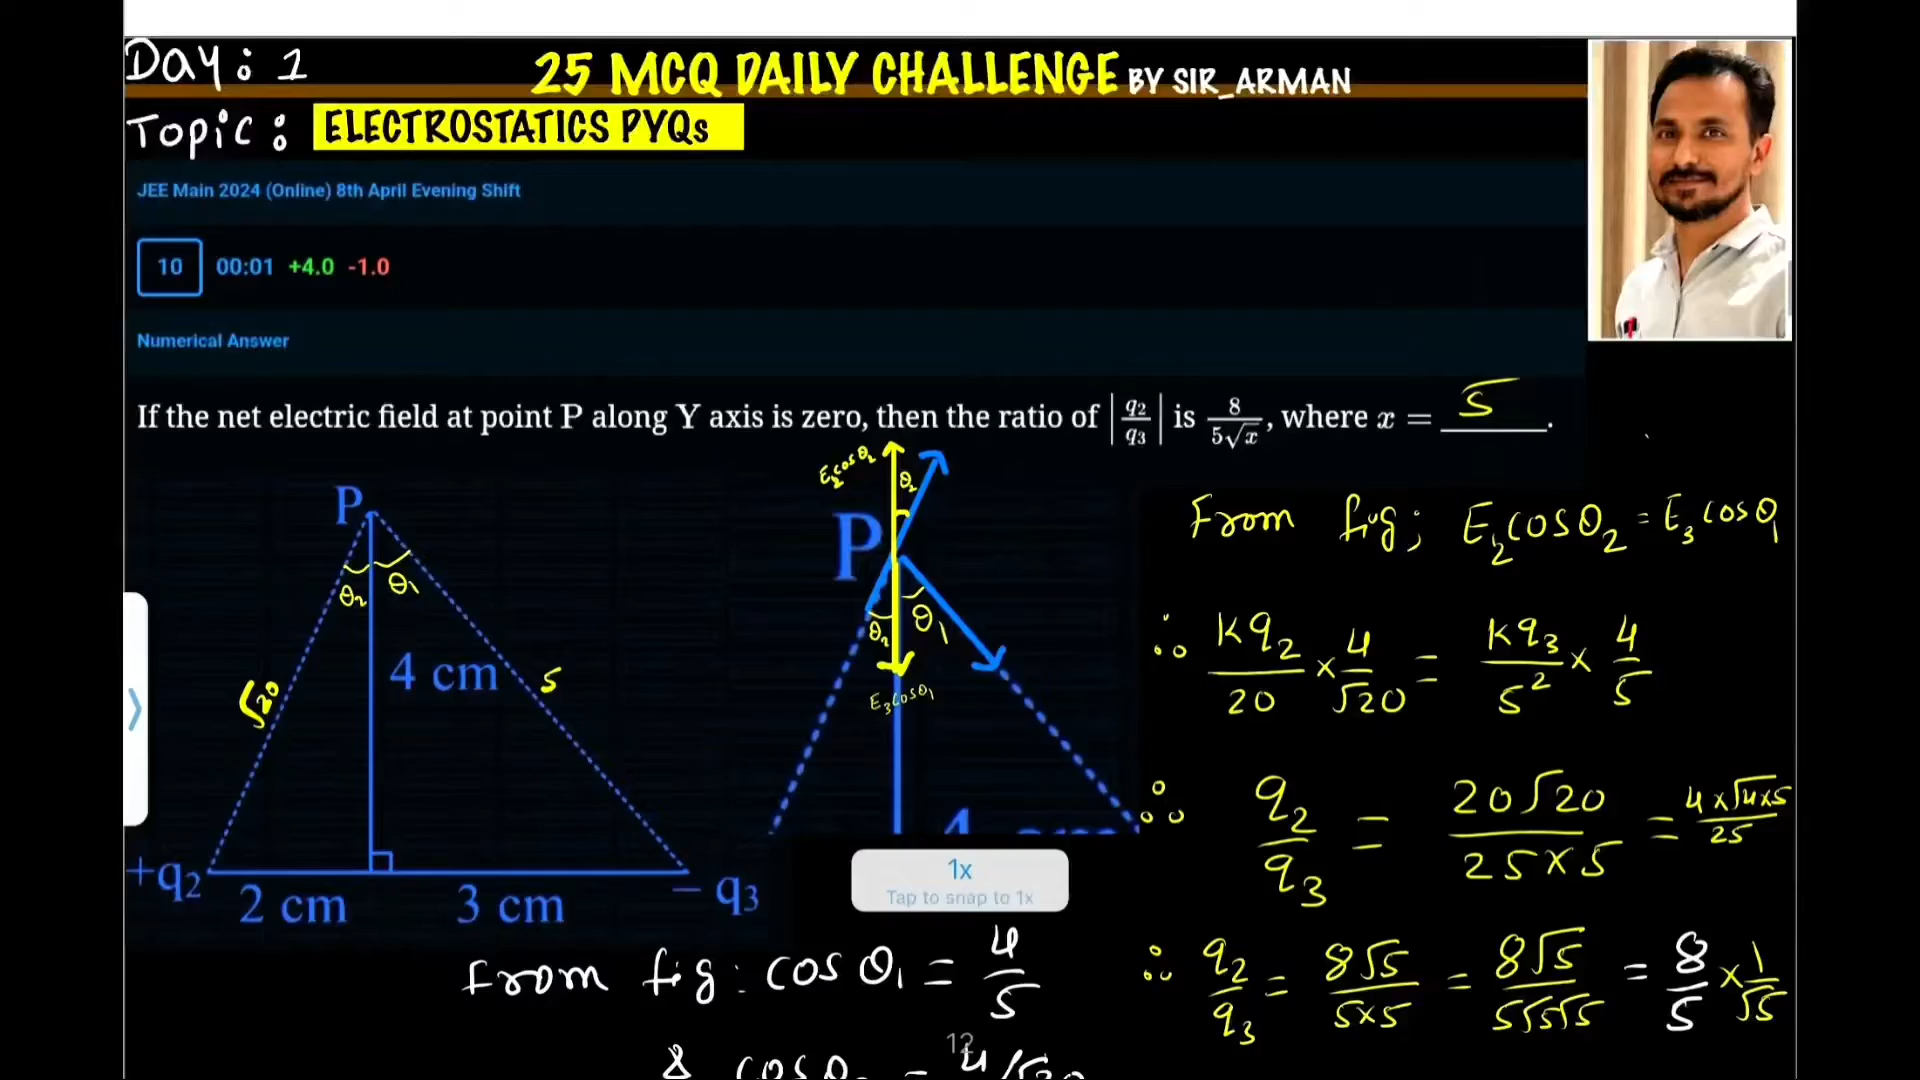 Day: 1
25 MCQ DAILY CHALLENGE BY SIR_ARMAN
Topic: ELECTROSTATICS PYQs
JEE Main 2024 (Online) 8th April Evening Shift
10 00:01 +4.0 -1.0
Numerical Answer
If the net electric field at point P along Y axis is zero, then the ratio of |q2/q3| is 8/(5√x), where x = 5.
E2cosθ2
θ2
P
P
θ2 θ1
θ2 θ1
4 cm
√20
5
E3cosθ1
4
+q2
2 cm
3 cm
− q3
From fig; E2cosθ2 = E3cosθ1
∴ kq2/20 × 4/√20 = kq3/5² × 4/5
∴ q2/q3 = 20√20/(25×5) = 4×√4×5/25
∴ q2/q3 = 8√5/(5×5) = 8√5/(5√5√5) = 8/5 × 1/√5
1x
Tap to snap to 1x
From fig: cosθ1 = 4/5
12